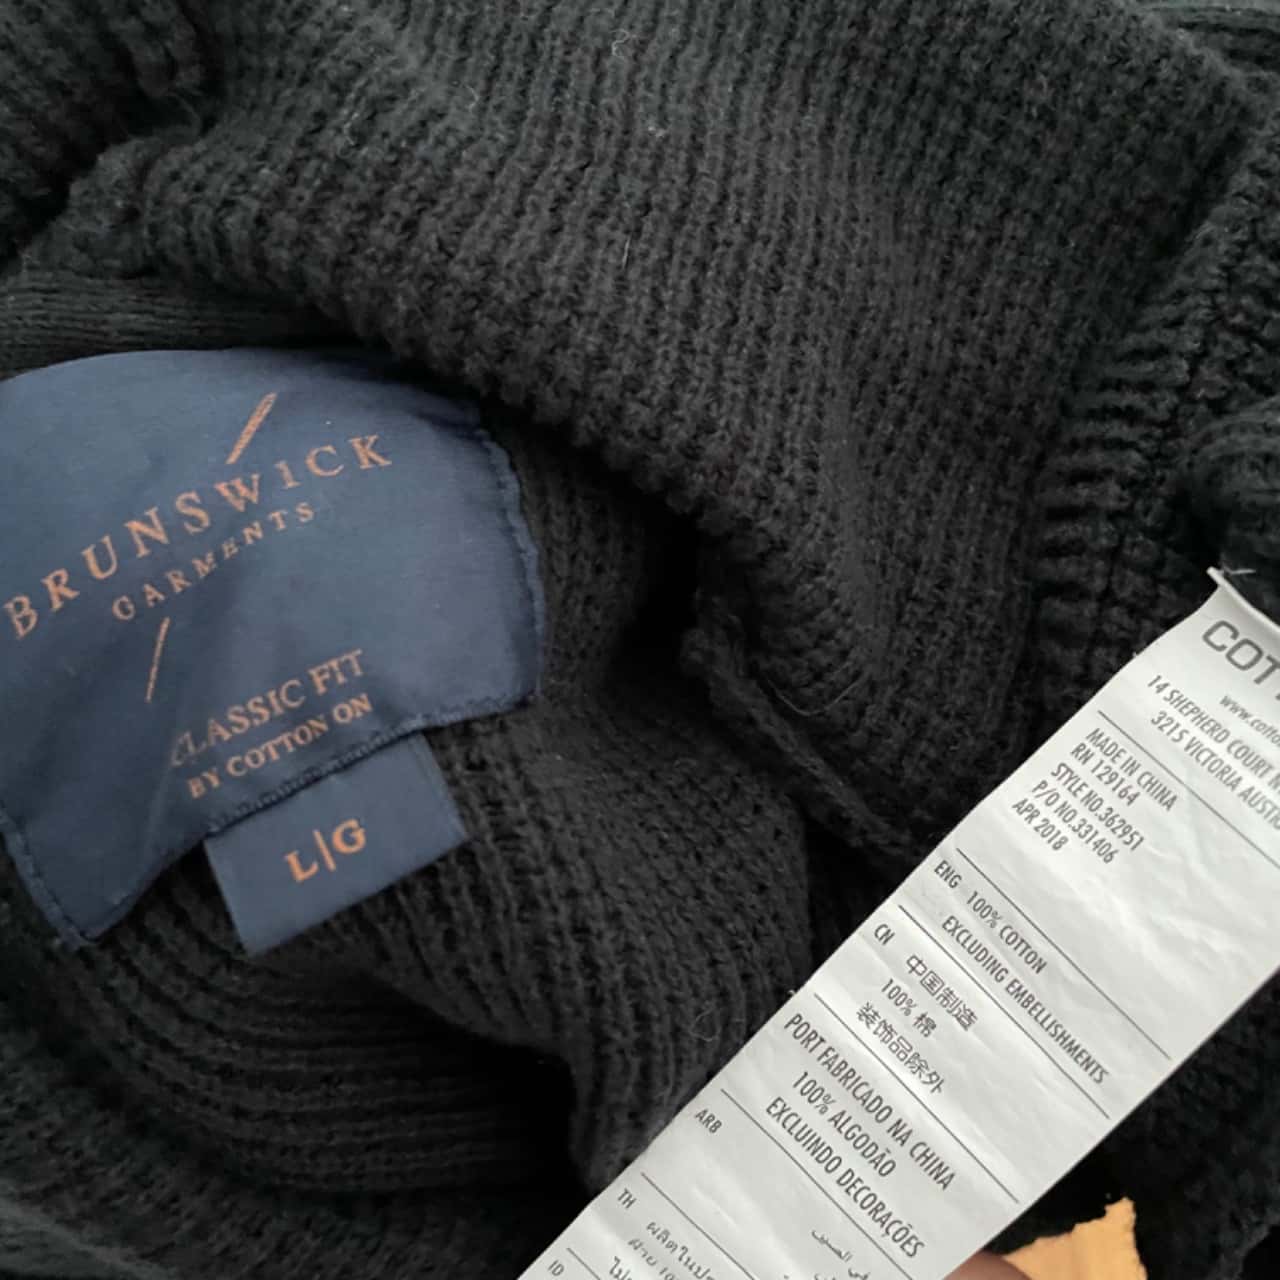 BRUNSWICK
GARMENTS
CLASSIC FIT
BY COTTON ON
L|G
14 SHEPHERD COURT
3215 VICTORIA
MADE IN CHINA
RN 129164
STYLE NO.362951
P/O NO.331406
APR 2018
ENG 100% COTTON
EXCLUDING EMBELLISHMENTS
CN
中国制造
100% 棉
装饰品除外
PORT FABRICADO NA CHINA
100% ALGODÃO
EXCLUINDO DECORAÇÕES
ARB
TH
ID